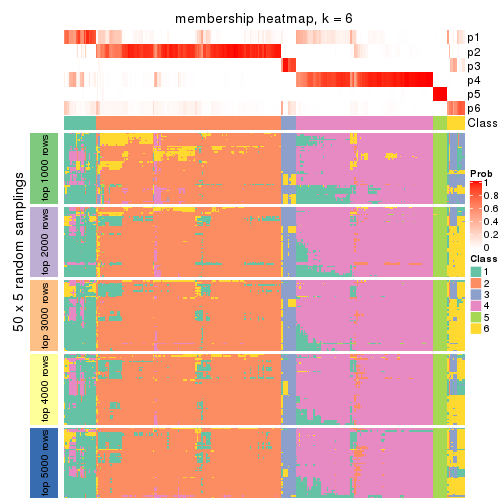 membership heatmap, k = 6
p1
p2
p3
p4
p5
p6
Class
50 x 5 random samplings
top 1000 rows
top 2000 rows
top 3000 rows
top 4000 rows
top 5000 rows
Prob
1
0.8
0.6
0.4
0.2
0
Class
1
2
3
4
5
6